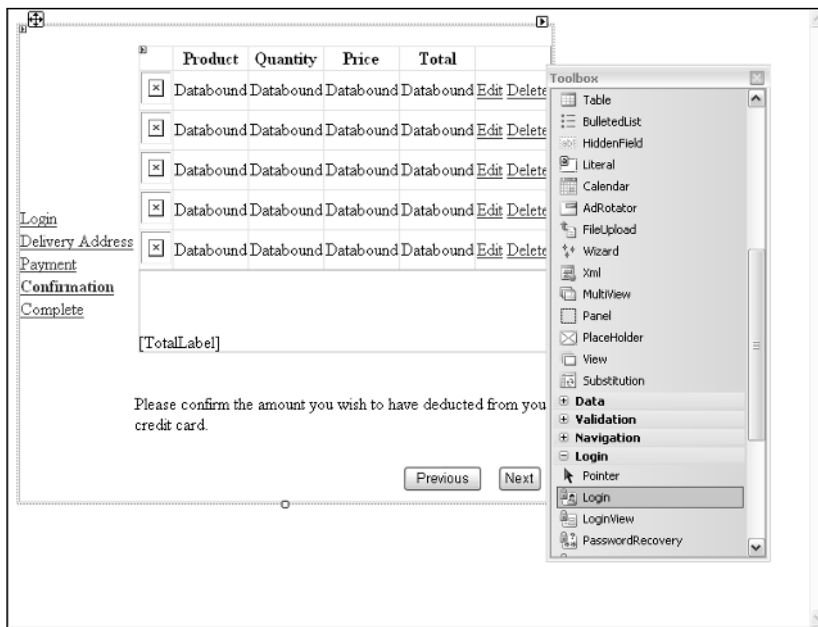 Product Quantity Price Total
Databound Databound Databound Databound Edit Delete
Databound Databound Databound Databound Edit Delete
Databound Databound Databound Databound Edit Delete
Databound Databound Databound Databound Edit Delete
Databound Databound Databound Databound Edit Delete
Login
Delivery Address
Payment
Confirmation
Complete
[TotalLabel]
Please confirm the amount you wish to have deducted from you
credit card.
Previous Next
Toolbox
Table
BulletedList
HiddenField
Literal
Calendar
AdRotator
FileUpload
Wizard
Xml
MultiView
Panel
PlaceHolder
View
Substitution
Data
Validation
Navigation
Login
Pointer
Login
LoginView
PasswordRecovery